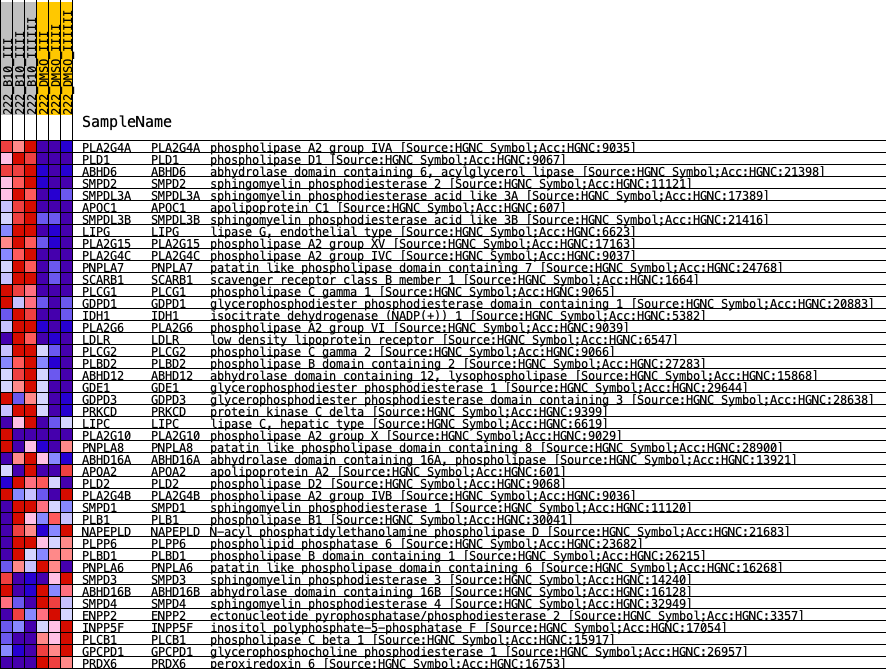 222_B10_III
222_B10_IIII
222_B10_IIIIII
222_DMSO_III
222_DMSO_IIII
222_DMSO_IIIIII
SampleName
PLA2G4A PLA2G4A phospholipase A2 group IVA [Source:HGNC Symbol;Acc:HGNC:9035]
PLD1 PLD1 phospholipase D1 [Source:HGNC Symbol;Acc:HGNC:9067]
ABHD6 ABHD6 abhydrolase domain containing 6, acylglycerol lipase [Source:HGNC Symbol;Acc:HGNC:21398]
SMPD2 SMPD2 sphingomyelin phosphodiesterase 2 [Source:HGNC Symbol;Acc:HGNC:11121]
SMPDL3A SMPDL3A sphingomyelin phosphodiesterase acid like 3A [Source:HGNC Symbol;Acc:HGNC:17389]
APOC1 APOC1 apolipoprotein C1 [Source:HGNC Symbol;Acc:HGNC:607]
SMPDL3B SMPDL3B sphingomyelin phosphodiesterase acid like 3B [Source:HGNC Symbol;Acc:HGNC:21416]
LIPG LIPG lipase G, endothelial type [Source:HGNC Symbol;Acc:HGNC:6623]
PLA2G15 PLA2G15 phospholipase A2 group XV [Source:HGNC Symbol;Acc:HGNC:17163]
PLA2G4C PLA2G4C phospholipase A2 group IVC [Source:HGNC Symbol;Acc:HGNC:9037]
PNPLA7 PNPLA7 patatin like phospholipase domain containing 7 [Source:HGNC Symbol;Acc:HGNC:24768]
SCARB1 SCARB1 scavenger receptor class B member 1 [Source:HGNC Symbol;Acc:HGNC:1664]
PLCG1 PLCG1 phospholipase C gamma 1 [Source:HGNC Symbol;Acc:HGNC:9065]
GDPD1 GDPD1 glycerophosphodiester phosphodiesterase domain containing 1 [Source:HGNC Symbol;Acc:HGNC:20883]
IDH1 IDH1 isocitrate dehydrogenase (NADP(+)) 1 [Source:HGNC Symbol;Acc:HGNC:5382]
PLA2G6 PLA2G6 phospholipase A2 group VI [Source:HGNC Symbol;Acc:HGNC:9039]
LDLR LDLR low density lipoprotein receptor [Source:HGNC Symbol;Acc:HGNC:6547]
PLCG2 PLCG2 phospholipase C gamma 2 [Source:HGNC Symbol;Acc:HGNC:9066]
PLBD2 PLBD2 phospholipase B domain containing 2 [Source:HGNC Symbol;Acc:HGNC:27283]
ABHD12 ABHD12 abhydrolase domain containing 12, lysophospholipase [Source:HGNC Symbol;Acc:HGNC:15868]
GDE1 GDE1 glycerophosphodiester phosphodiesterase 1 [Source:HGNC Symbol;Acc:HGNC:29644]
GDPD3 GDPD3 glycerophosphodiester phosphodiesterase domain containing 3 [Source:HGNC Symbol;Acc:HGNC:28638]
PRKCD PRKCD protein kinase C delta [Source:HGNC Symbol;Acc:HGNC:9399]
LIPC LIPC lipase C, hepatic type [Source:HGNC Symbol;Acc:HGNC:6619]
PLA2G10 PLA2G10 phospholipase A2 group X [Source:HGNC Symbol;Acc:HGNC:9029]
PNPLA8 PNPLA8 patatin like phospholipase domain containing 8 [Source:HGNC Symbol;Acc:HGNC:28900]
ABHD16A ABHD16A abhydrolase domain containing 16A, phospholipase [Source:HGNC Symbol;Acc:HGNC:13921]
APOA2 APOA2 apolipoprotein A2 [Source:HGNC Symbol;Acc:HGNC:601]
PLD2 PLD2 phospholipase D2 [Source:HGNC Symbol;Acc:HGNC:9068]
PLA2G4B PLA2G4B phospholipase A2 group IVB [Source:HGNC Symbol;Acc:HGNC:9036]
SMPD1 SMPD1 sphingomyelin phosphodiesterase 1 [Source:HGNC Symbol;Acc:HGNC:11120]
PLB1 PLB1 phospholipase B1 [Source:HGNC Symbol;Acc:HGNC:30041]
NAPEPLD NAPEPLD N-acyl phosphatidylethanolamine phospholipase D [Source:HGNC Symbol;Acc:HGNC:21683]
PLPP6 PLPP6 phospholipid phosphatase 6 [Source:HGNC Symbol;Acc:HGNC:23682]
PLBD1 PLBD1 phospholipase B domain containing 1 [Source:HGNC Symbol;Acc:HGNC:26215]
PNPLA6 PNPLA6 patatin like phospholipase domain containing 6 [Source:HGNC Symbol;Acc:HGNC:16268]
SMPD3 SMPD3 sphingomyelin phosphodiesterase 3 [Source:HGNC Symbol;Acc:HGNC:14240]
ABHD16B ABHD16B abhydrolase domain containing 16B [Source:HGNC Symbol;Acc:HGNC:16128]
SMPD4 SMPD4 sphingomyelin phosphodiesterase 4 [Source:HGNC Symbol;Acc:HGNC:32949]
ENPP2 ENPP2 ectonucleotide pyrophosphatase/phosphodiesterase 2 [Source:HGNC Symbol;Acc:HGNC:3357]
INPP5F INPP5F inositol polyphosphate-5-phosphatase F [Source:HGNC Symbol;Acc:HGNC:17054]
PLCB1 PLCB1 phospholipase C beta 1 [Source:HGNC Symbol;Acc:HGNC:15917]
GPCPD1 GPCPD1 glycerophosphocholine phosphodiesterase 1 [Source:HGNC Symbol;Acc:HGNC:26957]
PRDX6 PRDX6 peroxiredoxin 6 [Source:HGNC Symbol;Acc:HGNC:16753]